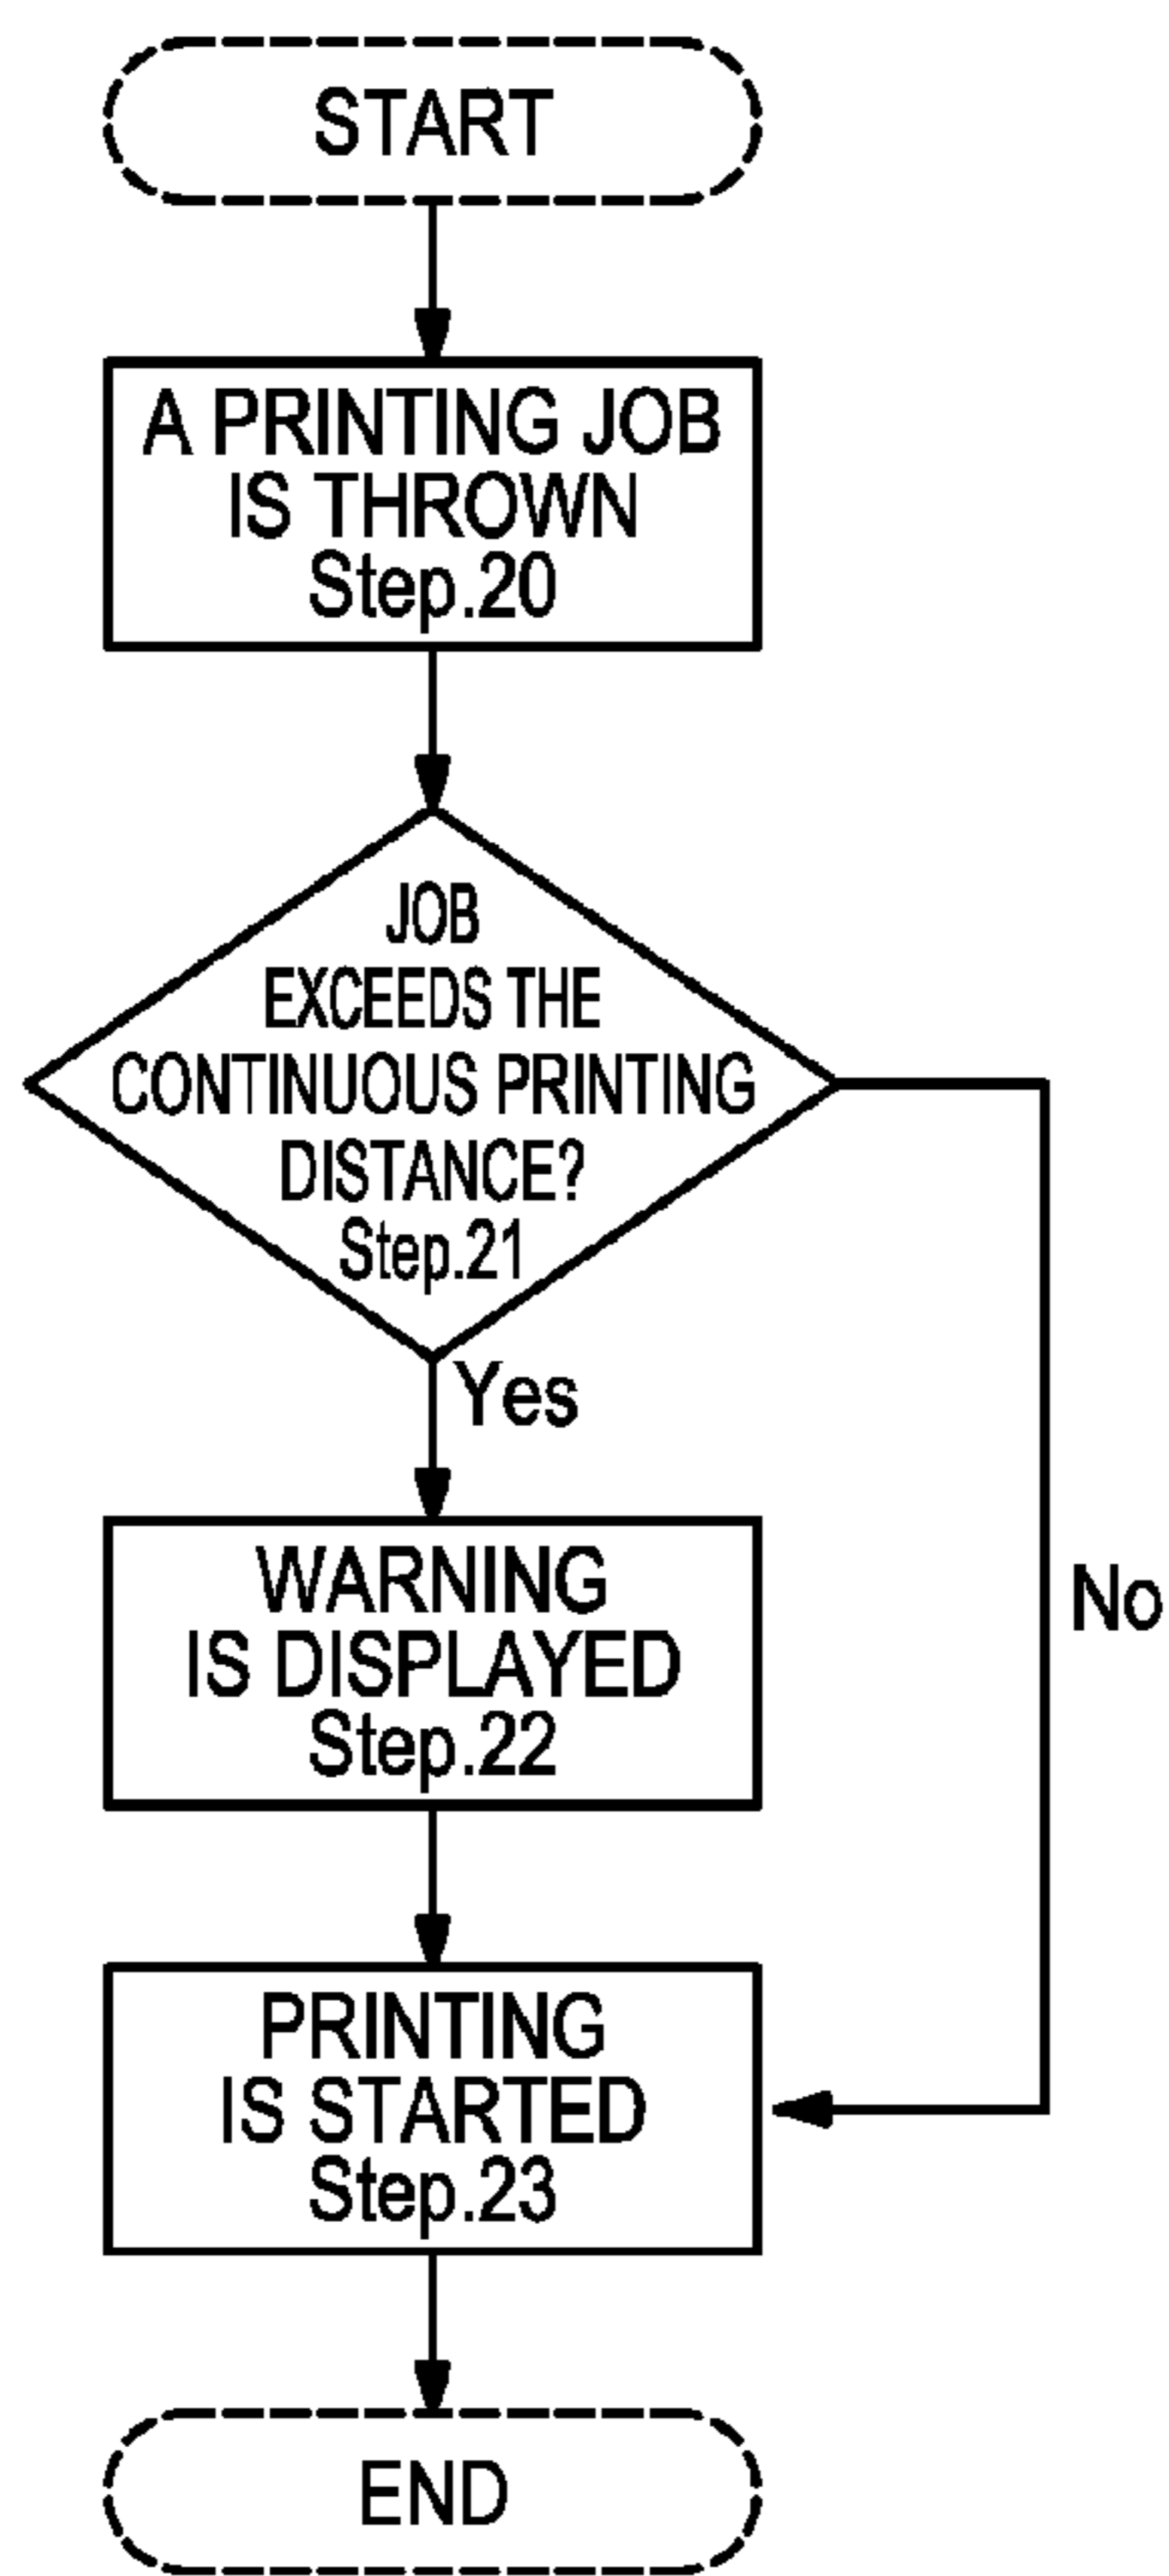 START
A PRINTING JOB
IS THROWN
Step.20
JOB
EXCEEDS THE
CONTINUOUS PRINTING
DISTANCE?
Step.21
Yes
WARNING
IS DISPLAYED
Step.22
No
PRINTING
IS STARTED
Step.23
END